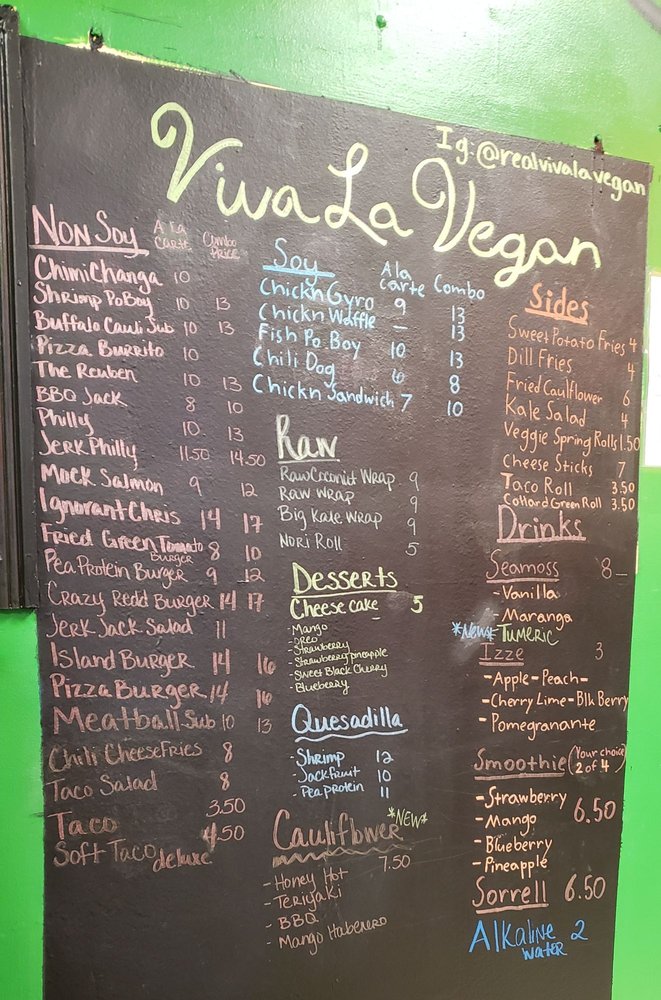 Ig:@realvivalavegan
Viva La Vegan
Non Soy A La Carte Combo Price
Chimichanga 10
Shrimp PoBoy 10 13
Buffalo Cauli Sub 10 13
Pizza Burrito 10
The Reuben 10 13
BBQ Jack 8 10
Philly 10 13
Jerk Philly 11.50 14.50
Mock Salmon 9 12
Ignorant Chris 14 17
Fried Green Tomato Burger 8 10
Pea Protein Burger 9 12
Crazy Redd Burger 14 17
Jerk Jack Salad 11
Island Burger 14 16
Pizza Burger 14 16
Meatball Sub 10 13
Chili Cheese Fries 8
Taco Salad 8
Taco 3.50
Soft Taco deluxe 4.50
Soy A la carte Combo
Chickn Gyro 9 13
Chickn Waffle – 13
Fish Po Boy 10 13
Chili Dog 6 8
Chickn Sandwich 7 10
Raw
Raw Coconut Wrap 9
Raw Wrap 9
Big Kale Wrap 9
Nori Roll 5
Desserts
Cheese cake 5
- Mango
- Oreo
- Strawberry
- Strawberry pineapple
- Sweet Black Cherry
- Blueberry
Quesadilla
- Shrimp 12
- Jackfruit 10
- Pea protein 11
Cauliflower *New*
7.50
- Honey Hot
- Teriyaki
- BBQ
- Mango Habenero
Sides
Sweet Potato Fries 4
Dill Fries 4
Fried Caulflower 6
Kale Salad 4
Veggie Spring Rolls 1.50
Cheese Sticks 7
Taco Roll 3.50
Collard Green Roll 3.50
Drinks
Seamoss 8
- Vanilla
- Maranga
*New* Tumeric
Izze 3
- Apple - Peach -
- Cherry Lime - Blk Berry
- Pomegranante
Smoothie (Your choice 2 of 4)
- Strawberry 6.50
- Mango
- Blueberry
- Pineapple
Sorrell 6.50
Alkaline Water 2